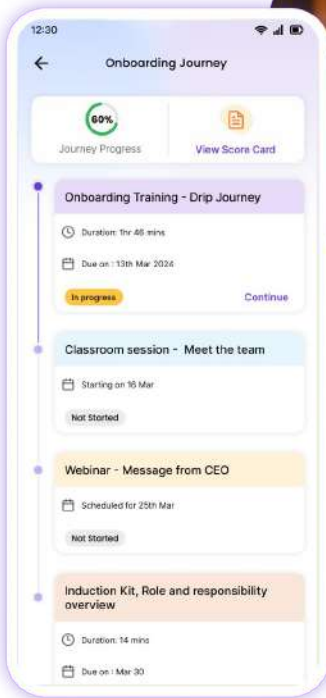 12:30
Onboarding Journey
60%
Journey Progress
View Score Card
Onboarding Training - Drip Journey
Duration: 1hr 46 mins
Due on : 13th Mar 2024
In progress
Continue
Classroom session - Meet the team
Starting on 16 Mar
Not Started
Webinar - Message from CEO
Scheduled for 25th Mar
Not Started
Induction Kit, Role and responsibility
overview
Duration: 14 mins
Due on : Mar 30